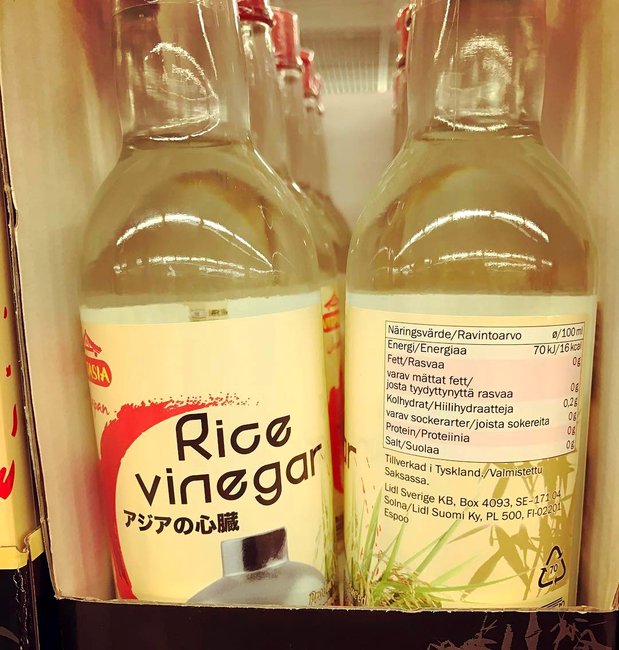 Rice
vinegar
アジアの心臓
Näringsvärde/Ravintoarvo ø/100 ml
Energi/Energiaa 70 kJ/16 kcal
Fett/Rasvaa 0 g
varav mättat fett/
josta tyydyttynyttä rasvaa 0 g
Kolhydrat/Hiilihydraatteja 0,2 g
varav sockerarter/joista sokereita 0 g
Protein/Proteiinia 0 g
Salt/Suolaa 0 g
Tillverkad i Tyskland./Valmistettu
Saksassa.
Lidl Sverige KB, Box 4093, SE-171 04
Solna/Lidl Suomi Ky, PL 500, FI-02201
Espoo
70